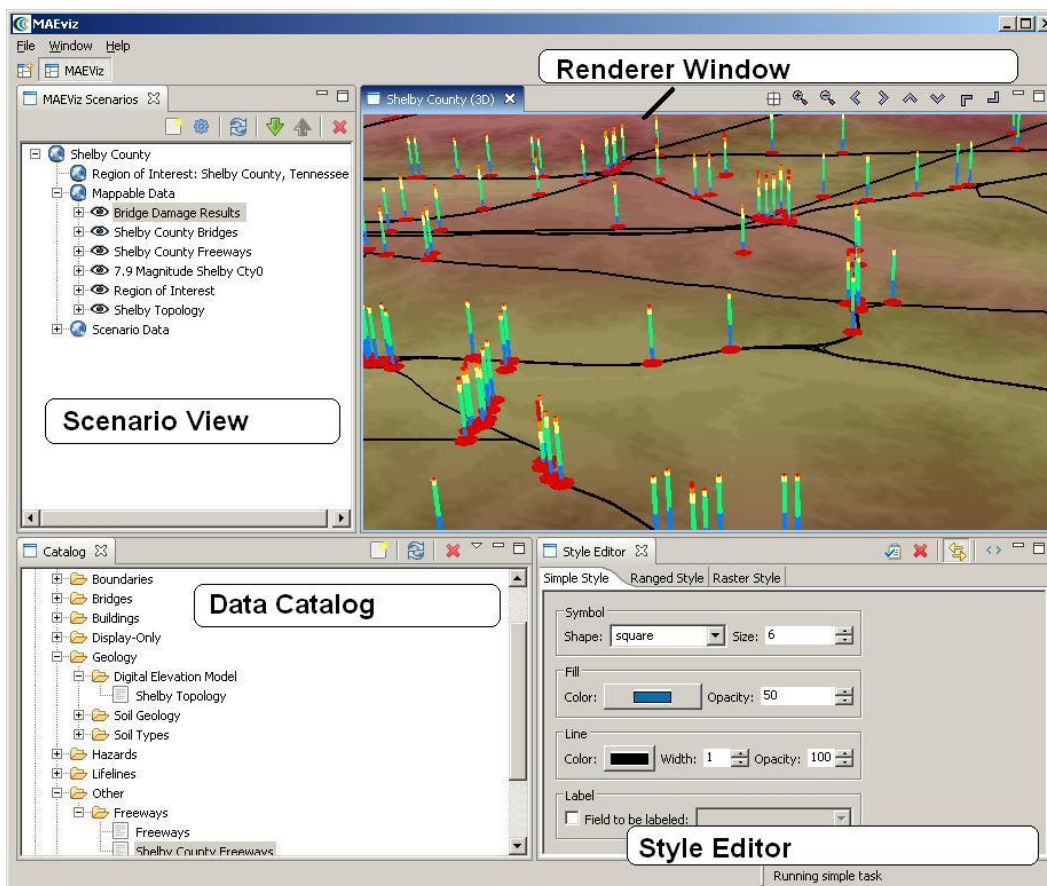 MAEviz
File Window Help
MAEViz
Renderer Window
MAEViz Scenarios
Shelby County (3D)
Shelby County
Region of Interest: Shelby County, Tennessee
Mappable Data
Bridge Damage Results
Shelby County Bridges
Shelby County Freeways
7.9 Magnitude Shelby Cty0
Region of Interest
Shelby Topology
Scenario Data
Scenario View
Catalog
Boundaries
Bridges
Buildings
Display-Only
Geology
Digital Elevation Model
Shelby Topology
Soil Geology
Soil Types
Hazards
Lifelines
Other
Freeways
Freeways
Shelby County Freeways
Data Catalog
Style Editor
Simple Style Ranged Style Raster Style
Symbol
Shape: square Size: 6
Fill
Color: Opacity: 50
Line
Color: Width: 1 Opacity: 100
Label
Field to be labeled:
Style Editor
Running simple task